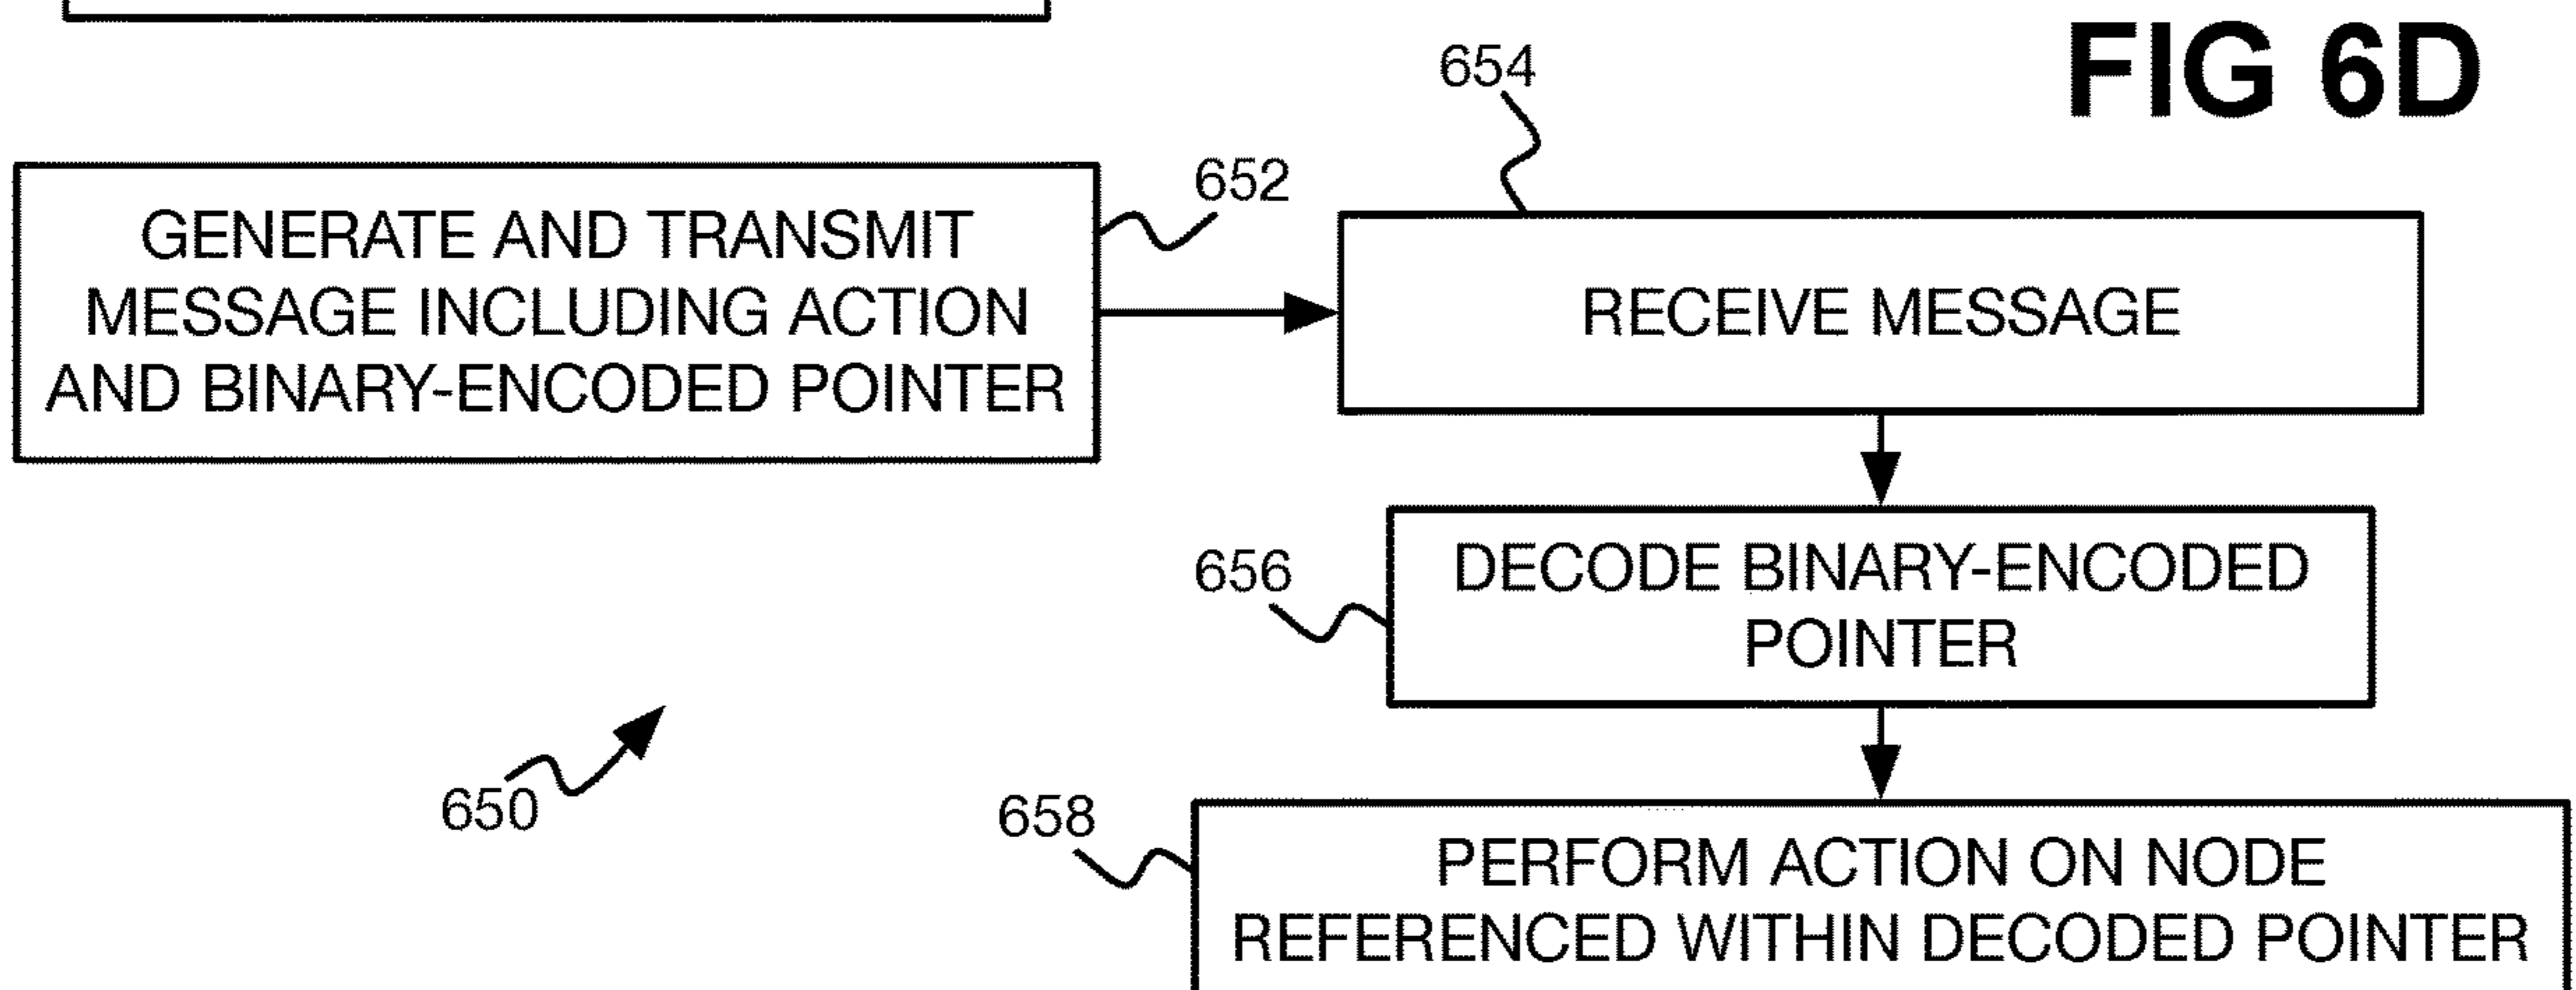 FIG 6D
654
652
GENERATE AND TRANSMIT
MESSAGE INCLUDING ACTION
AND BINARY-ENCODED POINTER
RECEIVE MESSAGE
656
DECODE BINARY-ENCODED
POINTER
650
658
PERFORM ACTION ON NODE
REFERENCED WITHIN DECODED POINTER